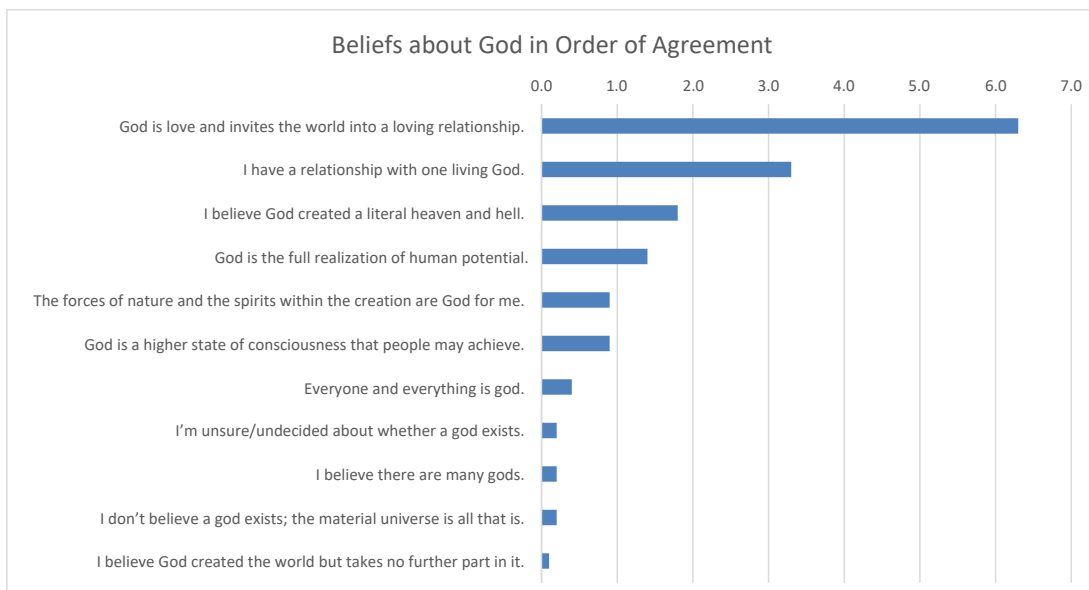 Beliefs about God in Order of Agreement
0.0 1.0 2.0 3.0 4.0 5.0 6.0 7.0
God is love and invites the world into a loving relationship.
I have a relationship with one living God.
I believe God created a literal heaven and hell.
God is the full realization of human potential.
The forces of nature and the spirits within the creation are God for me.
God is a higher state of consciousness that people may achieve.
Everyone and everything is god.
I’m unsure/undecided about whether a god exists.
I believe there are many gods.
I don’t believe a god exists; the material universe is all that is.
I believe God created the world but takes no further part in it.